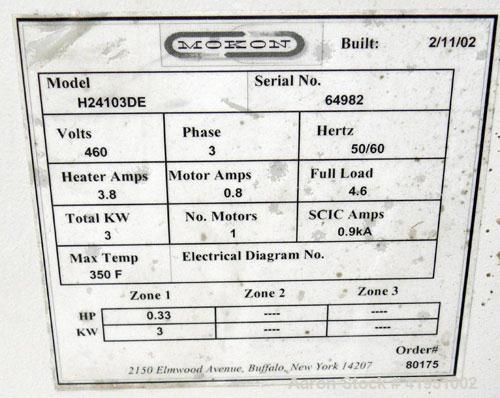 MOKON Built: 2/11/02
Model Serial No.
H24103DE 64982
Volts Phase Hertz
460 3 50/60
Heater Amps Motor Amps Full Load
3.8 0.8 4.6
Total KW No. Motors SCIC Amps
3 1 0.9kA
Max Temp Electrical Diagram No.
350 F
Zone 1 Zone 2 Zone 3
HP 0.33 ---- ----
KW 3 ---- ----
Order#
2150 Elmwood Avenue, Buffalo, New York 14207 80175
Aaron Stock # 41951002